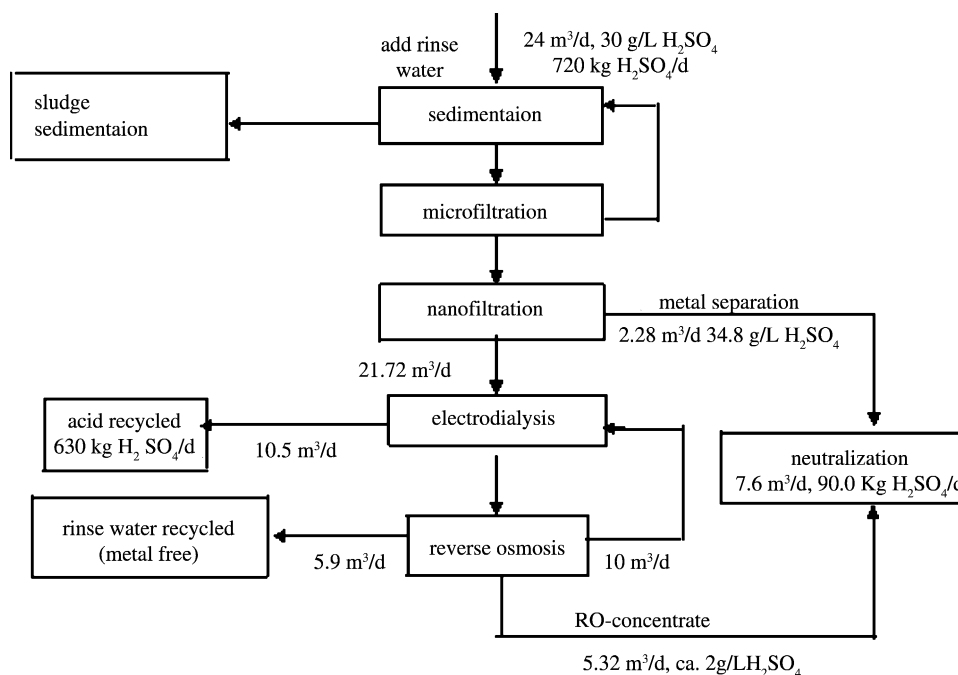 add rinse
water
24 m³/d, 30 g/L H₂SO₄
720 kg H₂SO₄/d
sludge
sedimentaion
sedimentaion
microfiltration
nanofiltration
metal separation
2.28 m³/d 34.8 g/L H₂SO₄
21.72 m³/d
acid recycled
630 kg H₂ SO₄/d
10.5 m³/d
electrodialysis
neutralization
7.6 m³/d, 90.0 Kg H₂SO₄/d
rinse water recycled
(metal free)
5.9 m³/d
reverse osmosis
10 m³/d
RO-concentrate
5.32 m³/d, ca. 2g/LH₂SO₄